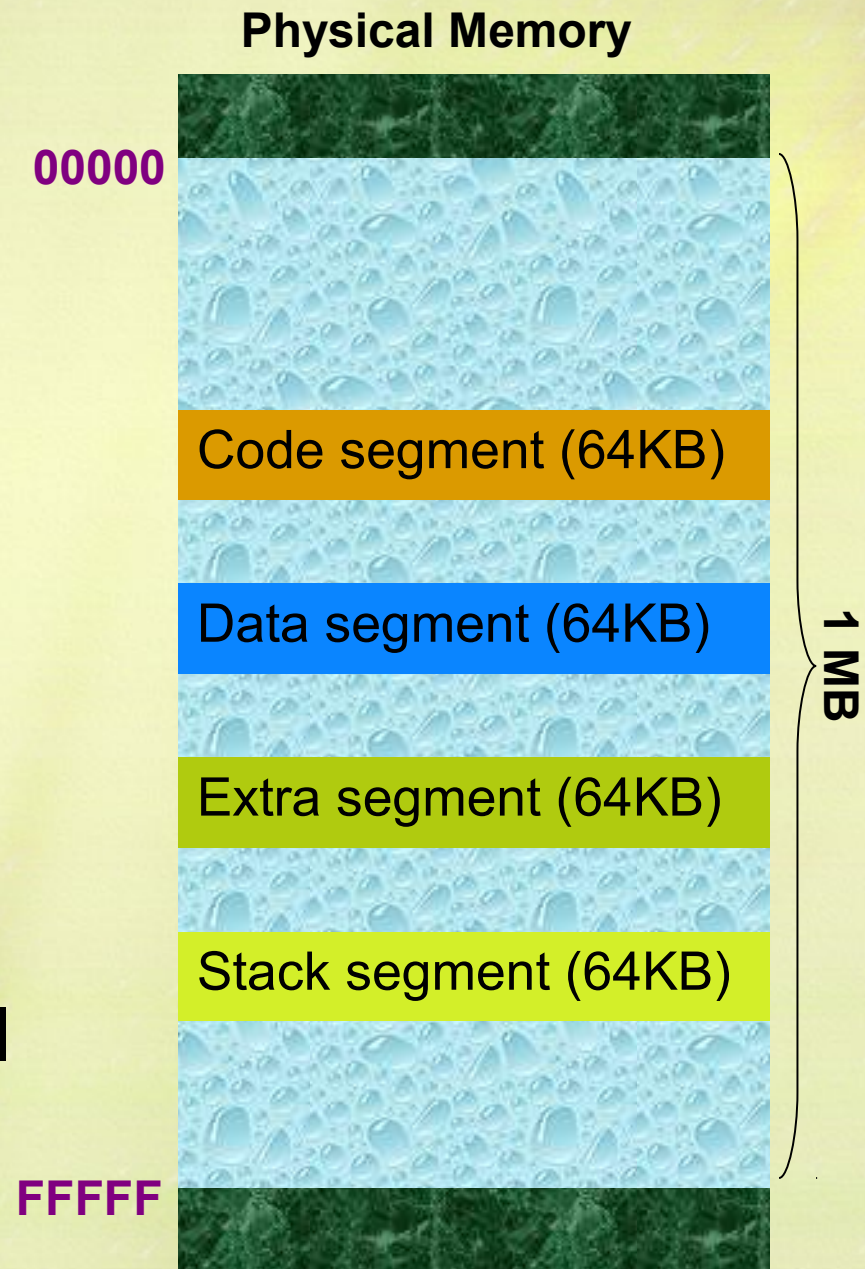 Physical Memory
00000
Code segment (64KB)
Data segment (64KB)
1 MB
Extra segment (64KB)
Stack segment (64KB)
FFFFF